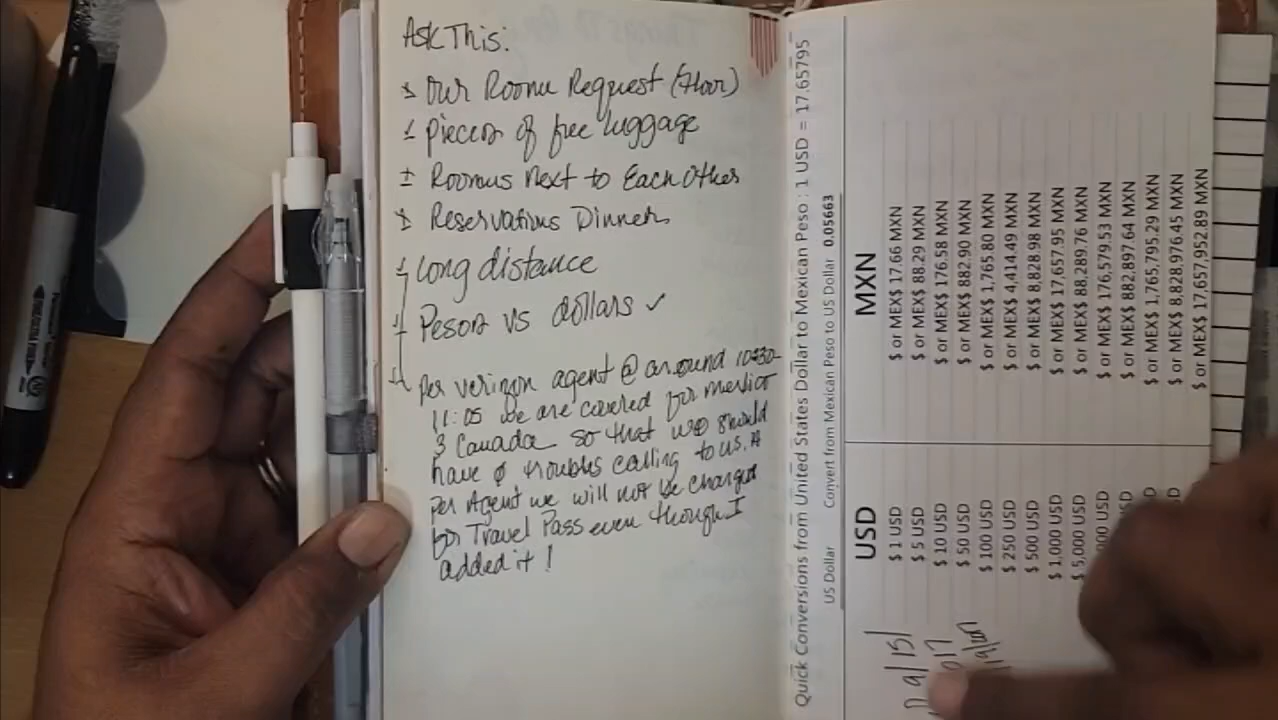 Ask This:
Our Room Request (Floor)
Pieces of free luggage
Rooms Next to Each Other
Reservations Dinners
Long distance
Pesos vs dollars ✓
Per verizon agent @ around 1030-
11:05 we are covered for mexico
& Canada so that we should
have ø troubles calling to US. A
Per Agent we will not be charged
for Travel Pass even though I
added it!
Quick Conversions from United States Dollar to Mexican Peso : 1 USD = 17.65795
US Dollar Convert from Mexican Peso to US Dollar 0.05663
USD MXN
$ 1 USD $ or MEX$ 17.66 MXN
$ 5 USD $ or MEX$ 88.29 MXN
$ 10 USD $ or MEX$ 176.58 MXN
$ 50 USD $ or MEX$ 882.90 MXN
$ 100 USD $ or MEX$ 1,765.80 MXN
$ 250 USD $ or MEX$ 4,414.49 MXN
$ 500 USD $ or MEX$ 8,828.98 MXN
$ 1,000 USD $ or MEX$ 17,657.95 MXN
$ 5,000 USD $ or MEX$ 88,289.76 MXN
000 USD $ or MEX$ 176,579.53 MXN
$ or MEX$ 882,897.64 MXN
$ or MEX$ 1,765,795.29 MXN
$ or MEX$ 8,828,976.45 MXN
$ or MEX$ 17,657,952.89 MXN
9/15/